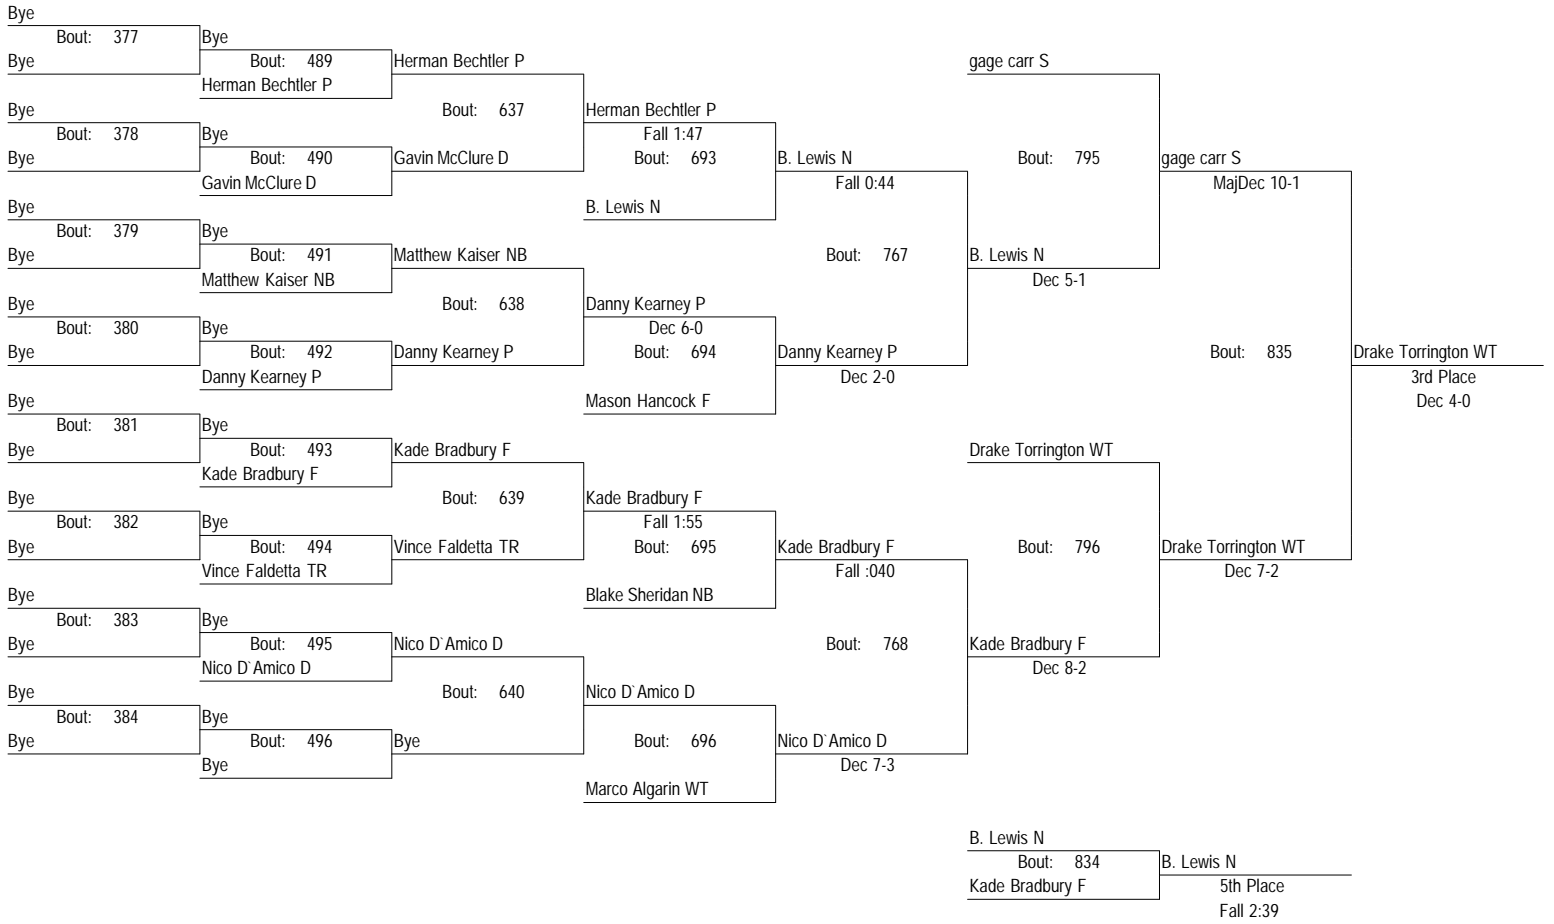 Bye
Bout: 377 Bye
Bye Bout: 489 Herman Bechtler P gage carr S
Herman Bechtler P
Bye Bout: 637 Herman Bechtler P
Bout: 378 Bye Fall 1:47
Bye Bout: 490 Gavin McClure D Bout: 693 B. Lewis N Bout: 795 gage carr S
Gavin McClure D Fall 0:44 MajDec 10-1
Bye B. Lewis N
Bout: 379 Bye
Bye Bout: 491 Matthew Kaiser NB Bout: 767 B. Lewis N
Matthew Kaiser NB Dec 5-1
Bye Bout: 638 Danny Kearney P
Bout: 380 Bye Dec 6-0
Bye Bout: 492 Danny Kearney P Bout: 694 Danny Kearney P Bout: 835 Drake Torrington WT
Danny Kearney P Dec 2-0 3rd Place
Bye Mason Hancock F Dec 4-0
Bout: 381 Bye
Bye Bout: 493 Kade Bradbury F Drake Torrington WT
Kade Bradbury F
Bye Bout: 639 Kade Bradbury F
Bout: 382 Bye Fall 1:55
Bye Bout: 494 Vince Faldetta TR Bout: 695 Kade Bradbury F Bout: 796 Drake Torrington WT
Vince Faldetta TR Fall :040 Dec 7-2
Bye Blake Sheridan NB
Bout: 383 Bye
Bye Bout: 495 Nico D`Amico D Bout: 768 Kade Bradbury F
Nico D`Amico D Dec 8-2
Bye Bout: 640 Nico D`Amico D
Bout: 384 Bye
Bye Bout: 496 Bye Bout: 696 Nico D`Amico D
Bye Dec 7-3
Marco Algarin WT
B. Lewis N
Bout: 834 B. Lewis N
Kade Bradbury F 5th Place
Fall 2:39